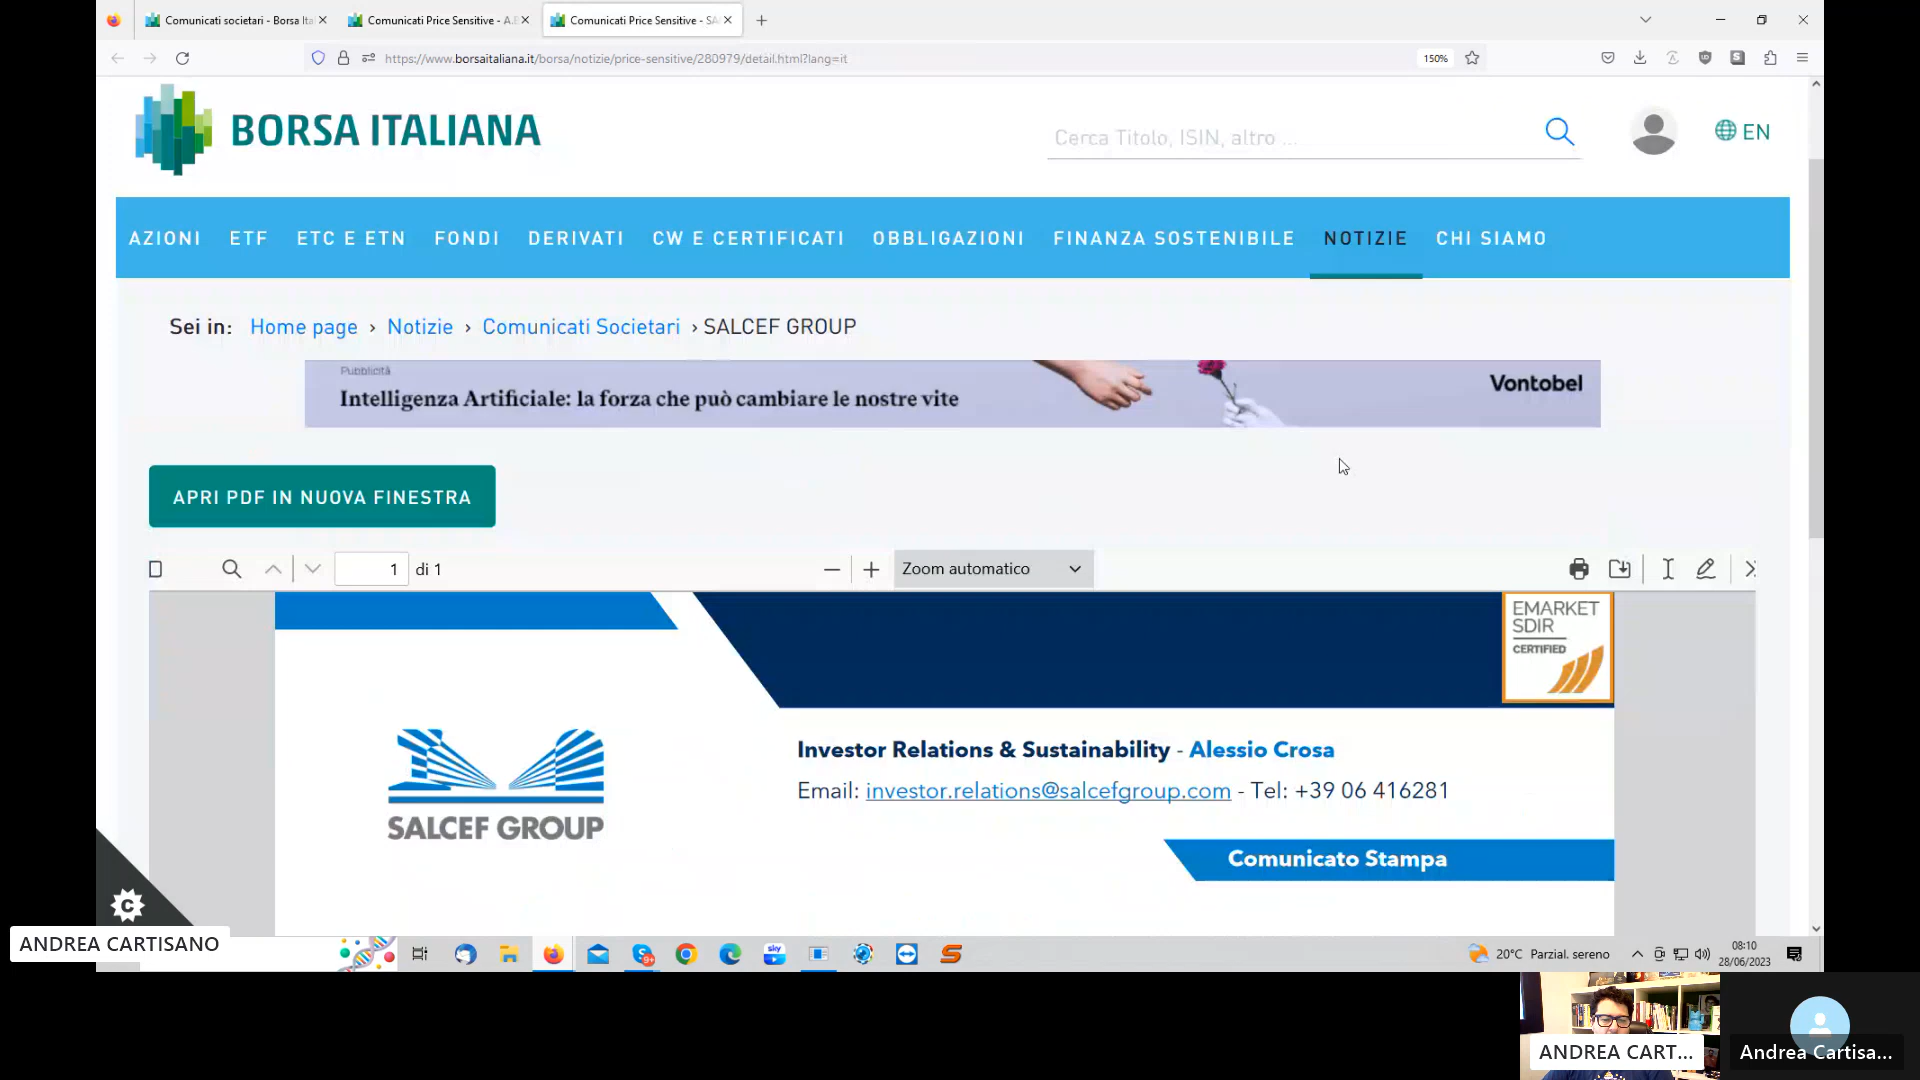 Comunicati societari - Borsa Ita
Comunicati Price Sensitive - A.B
Comunicati Price Sensitive - SA
https://www.borsaitaliana.it/borsa/notizie/price-sensitive/280979/detail.html?lang=it
150%
BORSA ITALIANA
Cerca Titolo, ISIN, altro ...
EN
AZIONI ETF ETC E ETN FONDI DERIVATI CW E CERTIFICATI OBBLIGAZIONI FINANZA SOSTENIBILE NOTIZIE CHI SIAMO
Sei in: Home page › Notizie › Comunicati Societari › SALCEF GROUP
Pubblicità
Intelligenza Artificiale: la forza che può cambiare le nostre vite
Vontobel
APRI PDF IN NUOVA FINESTRA
1 di 1
Zoom automatico
EMARKET
SDIR
CERTIFIED
Investor Relations & Sustainability - Alessio Crosa
Email: investor.relations@salcefgroup.com - Tel: +39 06 416281
SALCEF GROUP
Comunicato Stampa
ANDREA CARTISANO
sky
9+
20°C Parzial. sereno
08:10
28/06/2023
ANDREA CART...
Andrea Cartisa...